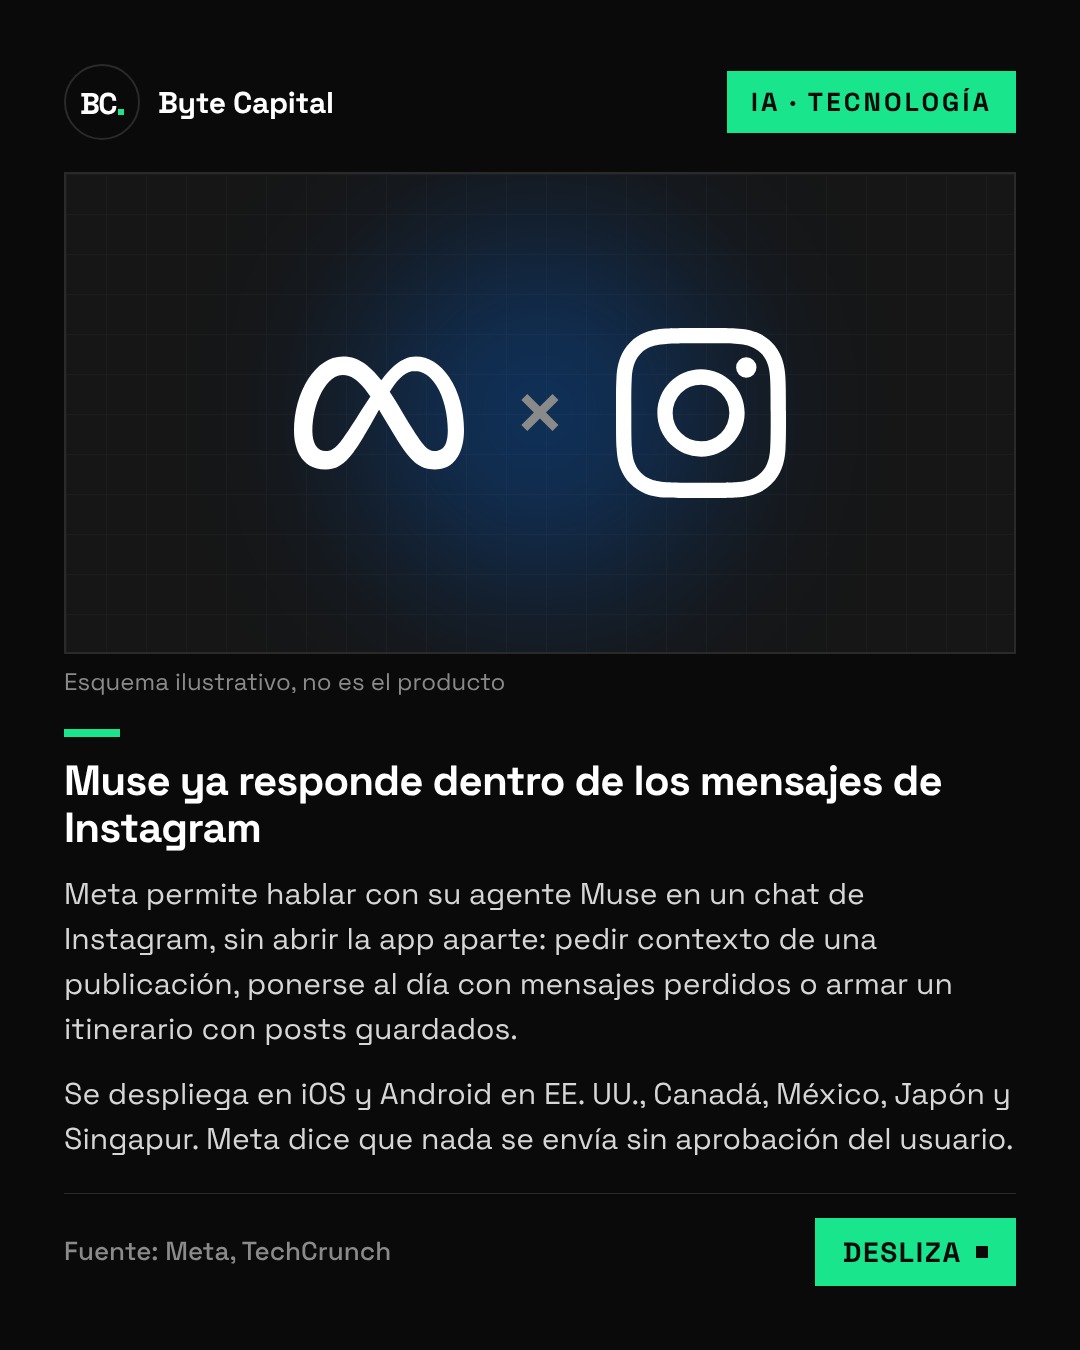 BC.
Byte Capital
IA · TECNOLOGÍA
Esquema ilustrativo, no es el producto
Muse ya responde dentro de los mensajes de
Instagram
Meta permite hablar con su agente Muse en un chat de
Instagram, sin abrir la app aparte: pedir contexto de una
publicación, ponerse al día con mensajes perdidos o armar un
itinerario con posts guardados.
Se despliega en iOS y Android en EE. UU., Canadá, México, Japón y
Singapur. Meta dice que nada se envía sin aprobación del usuario.
Fuente: Meta, TechCrunch
DESLIZA